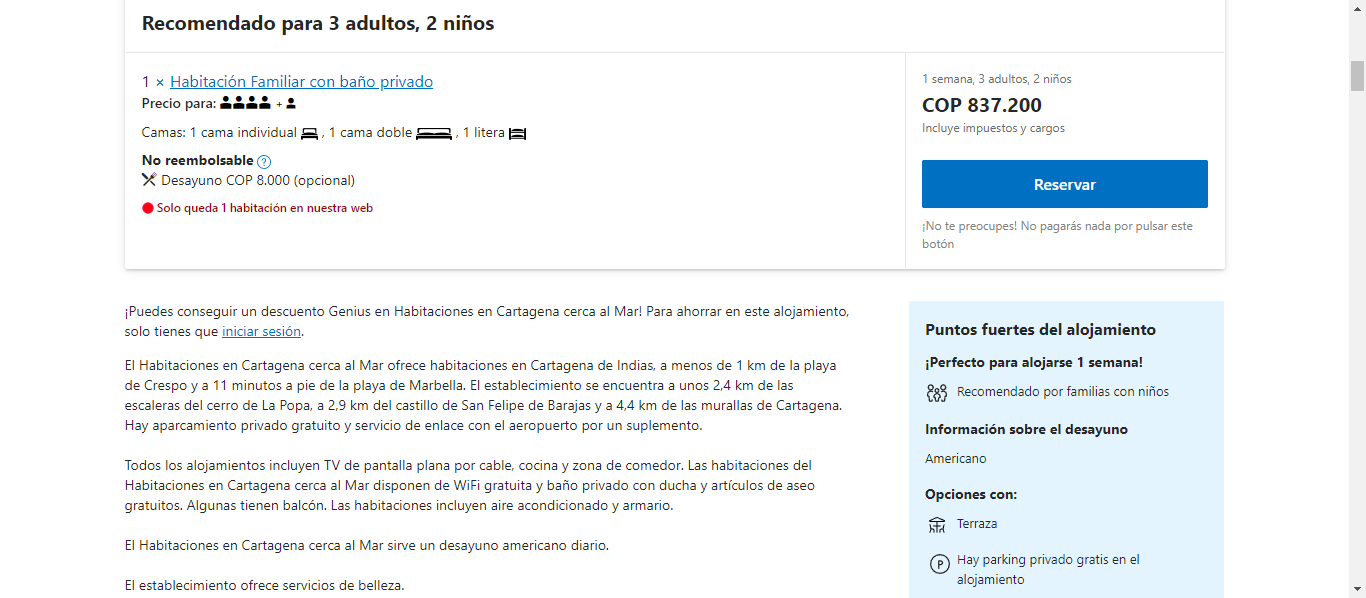 Recomendado para 3 adultos, 2 niños
1 × Habitación Familiar con baño privado
Precio para: +
Camas: 1 cama individual , 1 cama doble , 1 litera
No reembolsable ?
Desayuno COP 8.000 (opcional)
Solo queda 1 habitación en nuestra web
1 semana, 3 adultos, 2 niños
COP 837.200
Incluye impuestos y cargos
Reservar
¡No te preocupes! No pagarás nada por pulsar este
botón
¡Puedes conseguir un descuento Genius en Habitaciones en Cartagena cerca al Mar! Para ahorrar en este alojamiento,
solo tienes que iniciar sesión.
El Habitaciones en Cartagena cerca al Mar ofrece habitaciones en Cartagena de Indias, a menos de 1 km de la playa
de Crespo y a 11 minutos a pie de la playa de Marbella. El establecimiento se encuentra a unos 2,4 km de las
escaleras del cerro de La Popa, a 2,9 km del castillo de San Felipe de Barajas y a 4,4 km de las murallas de Cartagena.
Hay aparcamiento privado gratuito y servicio de enlace con el aeropuerto por un suplemento.
Todos los alojamientos incluyen TV de pantalla plana por cable, cocina y zona de comedor. Las habitaciones del
Habitaciones en Cartagena cerca al Mar disponen de WiFi gratuita y baño privado con ducha y artículos de aseo
gratuitos. Algunas tienen balcón. Las habitaciones incluyen aire acondicionado y armario.
El Habitaciones en Cartagena cerca al Mar sirve un desayuno americano diario.
El establecimiento ofrece servicios de belleza.
Puntos fuertes del alojamiento
¡Perfecto para alojarse 1 semana!
Recomendado por familias con niños
Información sobre el desayuno
Americano
Opciones con:
Terraza
P Hay parking privado gratis en el
alojamiento